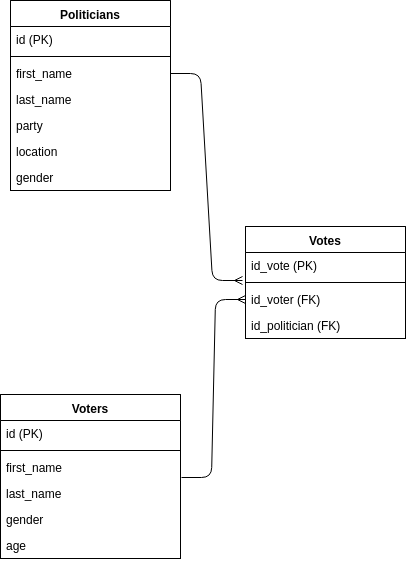 Politicians
id (PK)
first_name
last_name
party
location
gender
Votes
id_vote (PK)
id_voter (FK)
id_politician (FK)
Voters
id (PK)
first_name
last_name
gender
age